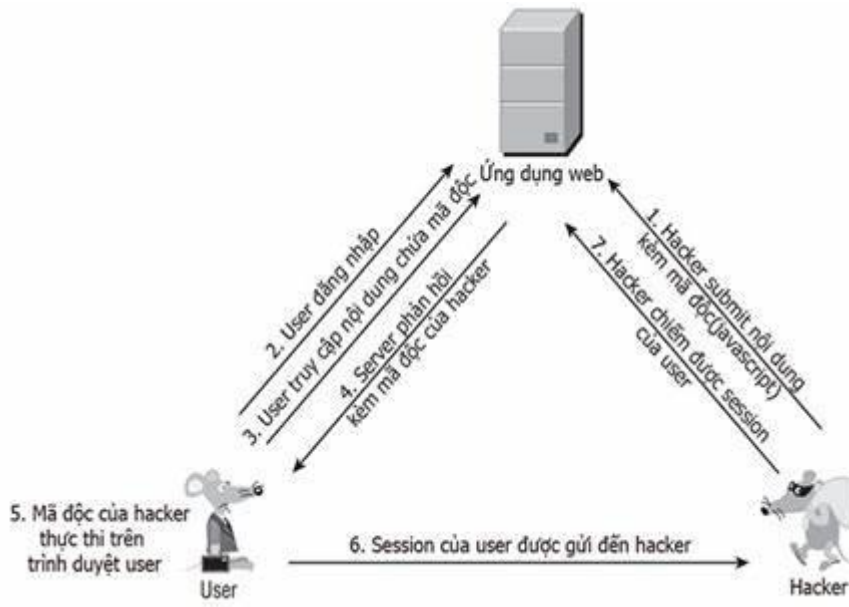 Ứng dụng web
1. Hacker submit nội dung
kèm mã độc(javascript)
2. User đăng nhập
3. User truy cập nội dung chứa mã độc
4. Server phản hồi
kèm mã độc của hacker
7. Hacker chiếm được session
của user
5. Mã độc của hacker
thực thi trên
trình duyệt user
6. Session của user được gửi đến hacker
User
Hacker